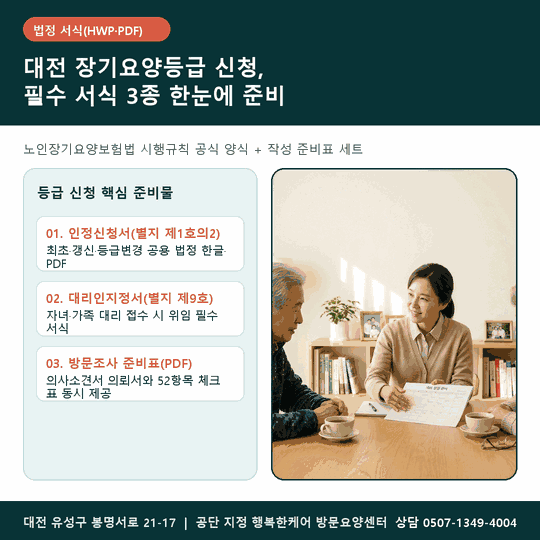 법정 서식(HWP·PDF)
대전 장기요양등급 신청,
필수 서식 3종 한눈에 준비
노인장기요양보험법 시행규칙 공식 양식 + 작성 준비표 세트
등급 신청 핵심 준비물
01. 인정신청서(별지 제1호의2)
최초·갱신·등급변경 공용 법정 한글·
PDF
02. 대리인지정서(별지 제9호)
자녀·가족 대리 접수 시 위임 필수
서식
03. 방문조사 준비표(PDF)
의사소견서 의뢰서와 52항목 체크
표 동시 제공
대전 유성구 봉명서로 21-17 | 공단 지정 행복한케어 방문요양센터 상담 0507-1349-4004